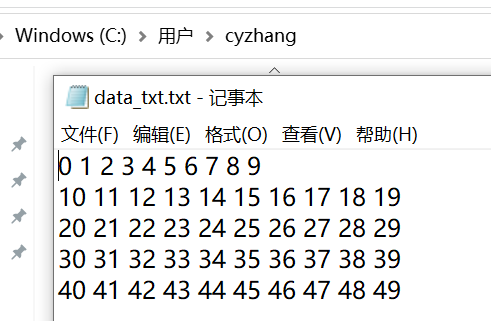 Windows (C:) > 用户 > cyzhang
data_txt.txt - 记事本
文件(F) 编辑(E) 格式(O) 查看(V) 帮助(H)
0 1 2 3 4 5 6 7 8 9
10 11 12 13 14 15 16 17 18 19
20 21 22 23 24 25 26 27 28 29
30 31 32 33 34 35 36 37 38 39
40 41 42 43 44 45 46 47 48 49